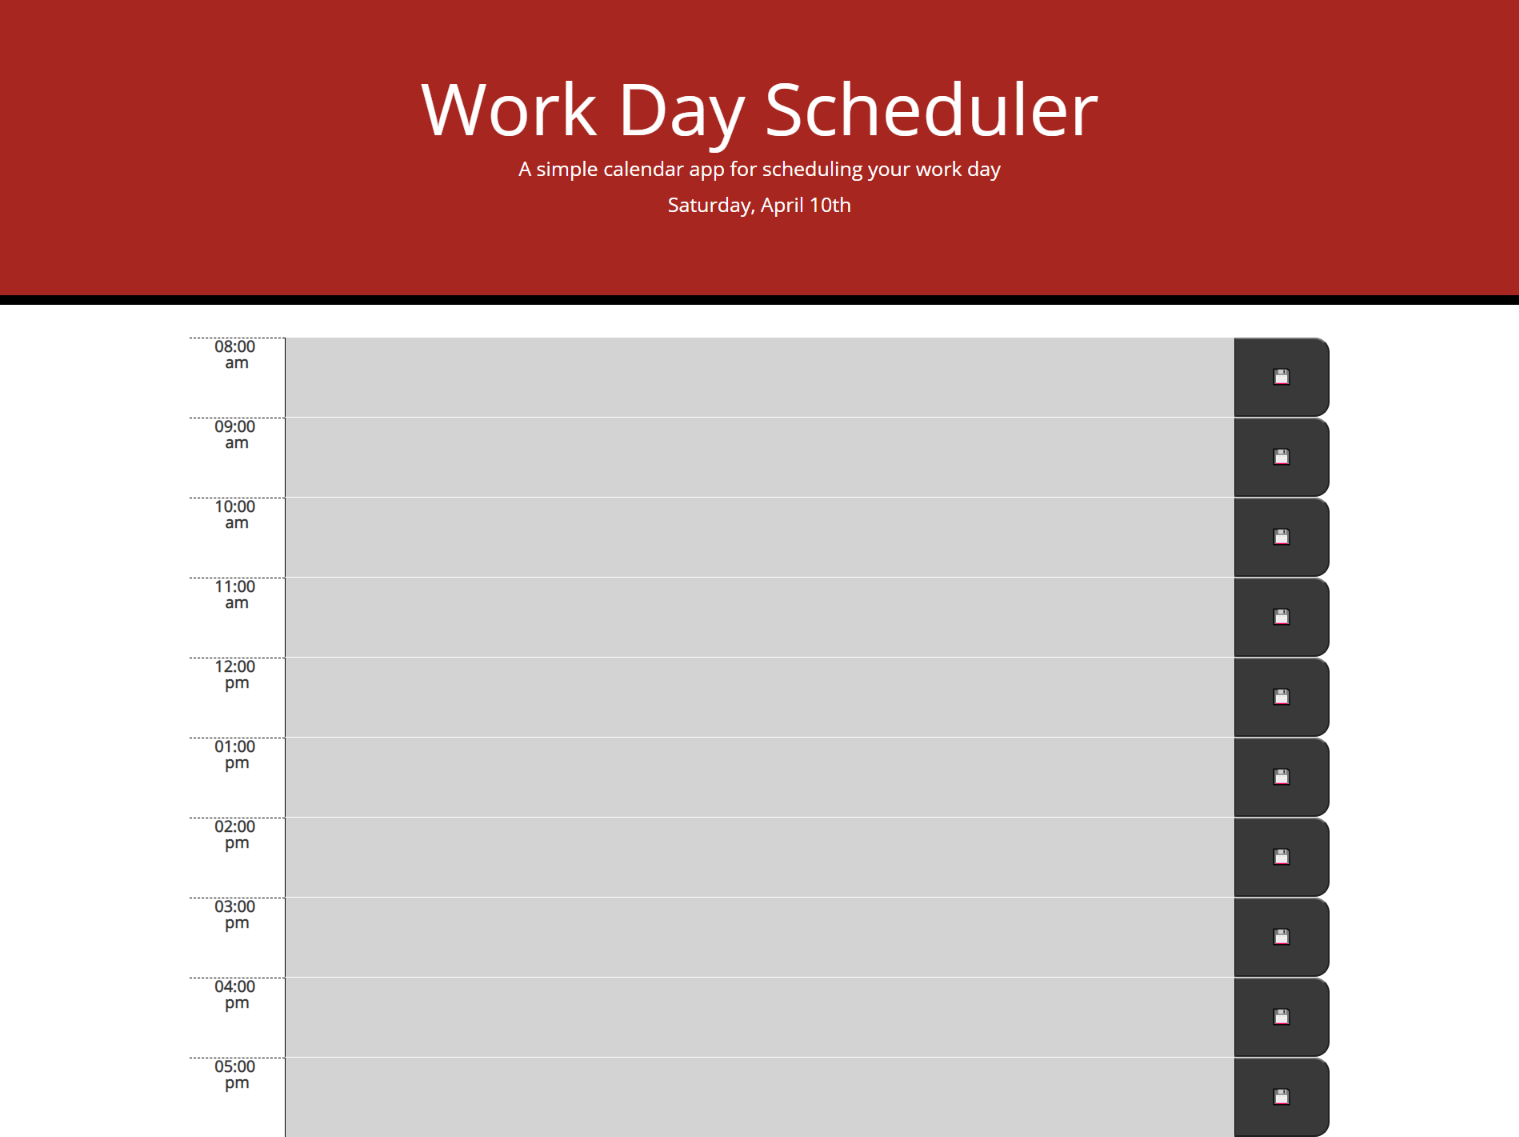 Work Day Scheduler
A simple calendar app for scheduling your work day
Saturday, April 10th
08:00
am
09:00
am
10:00
am
11:00
am
12:00
pm
01:00
pm
02:00
pm
03:00
pm
04:00
pm
05:00
pm